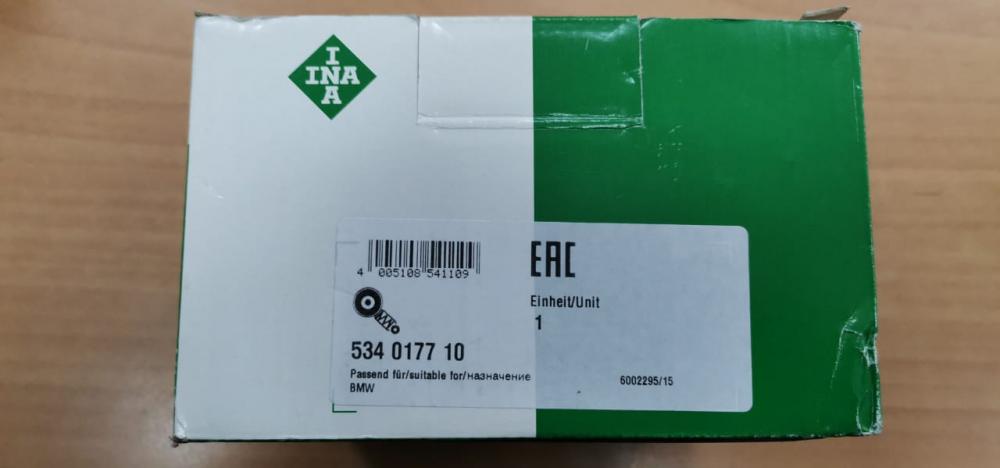 I
INA
A
4 005108 541109
EAC
Einheit/Unit
1
534 0177 10
Passend für/suitable for/назначение
BMW
6002295/15